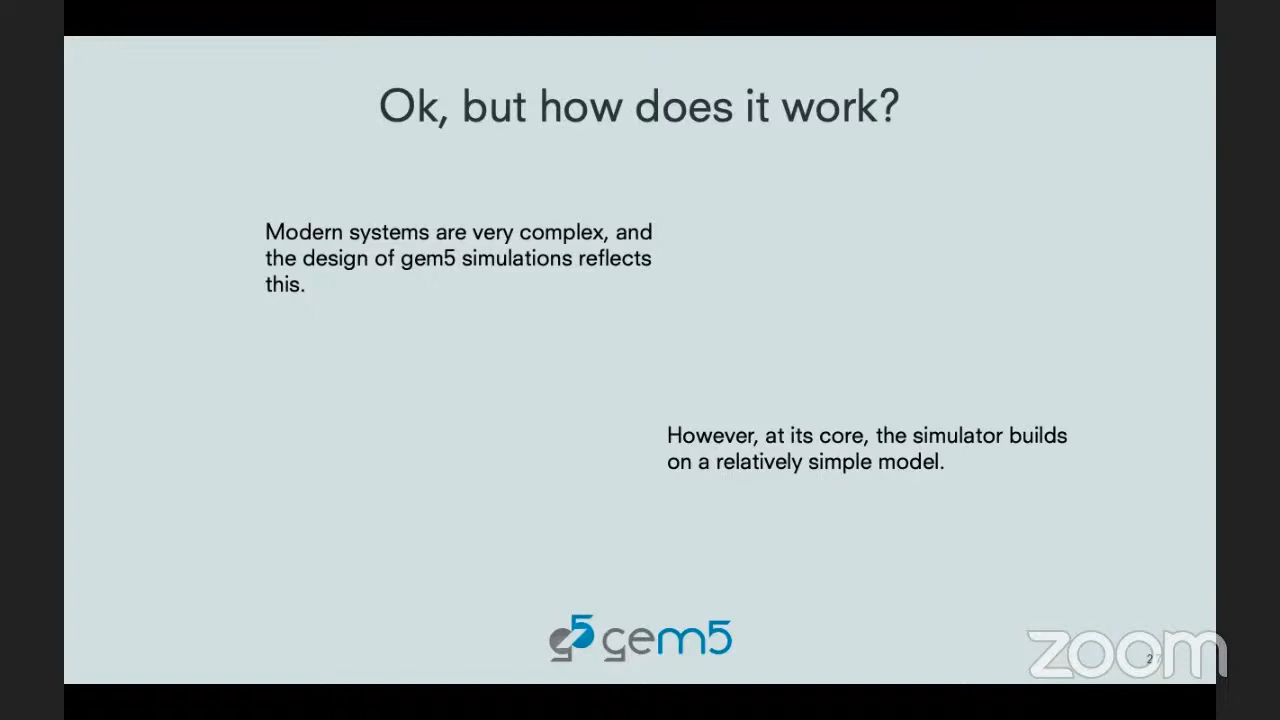 Ok, but how does it work?
Modern systems are very complex, and
the design of gem5 simulations reflects
this.
However, at its core, the simulator builds
on a relatively simple model.
g5 gem5
zoom